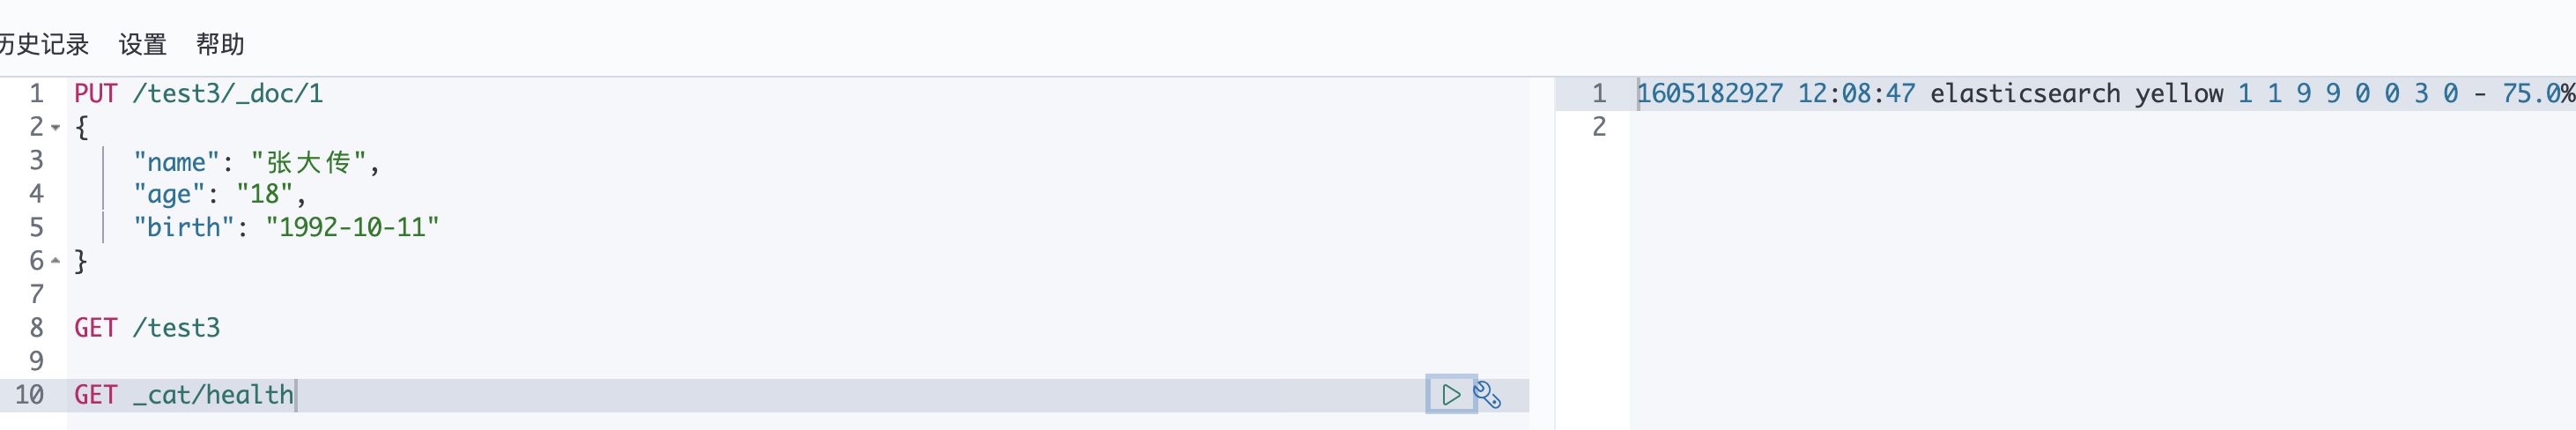 历史记录 设置 帮助
1 PUT /test3/_doc/1
2 {
3 "name": "张大传",
4 "age": "18",
5 "birth": "1992-10-11"
6 }
7
8 GET /test3
9
10 GET _cat/health
1 1605182927 12:08:47 elasticsearch yellow 1 1 9 9 0 0 3 0 - 75.0%
2